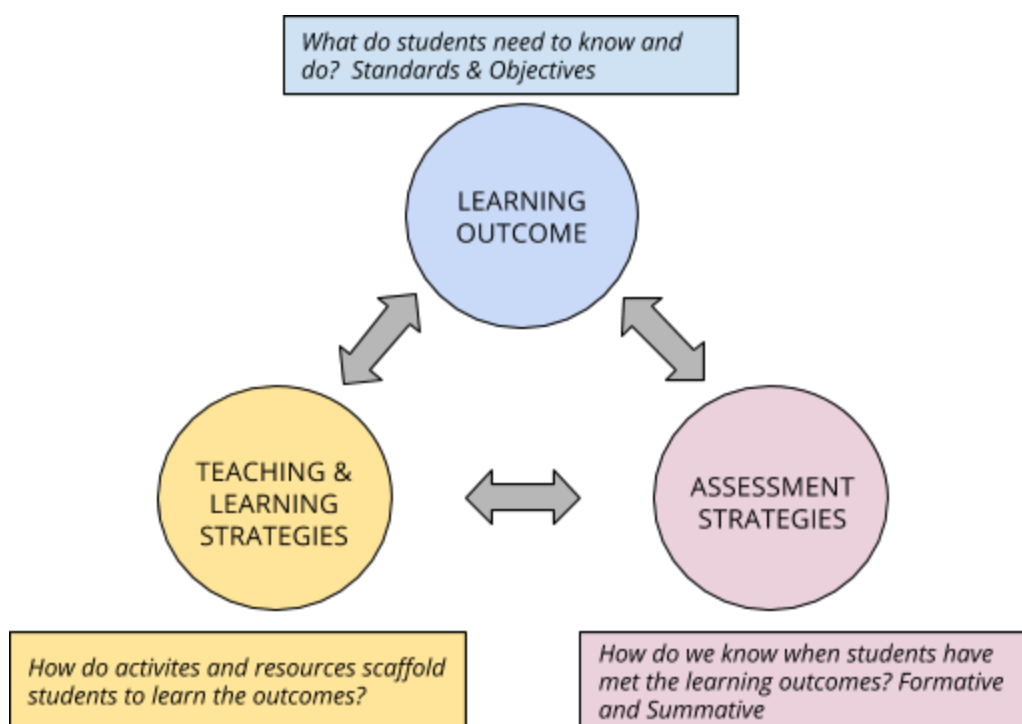 What do students need to know and
do? Standards & Objectives
LEARNING
OUTCOME
TEACHING &
LEARNING
STRATEGIES
ASSESSMENT
STRATEGIES
How do activites and resources scaffold
students to learn the outcomes?
How do we know when students have
met the learning outcomes? Formative
and Summative